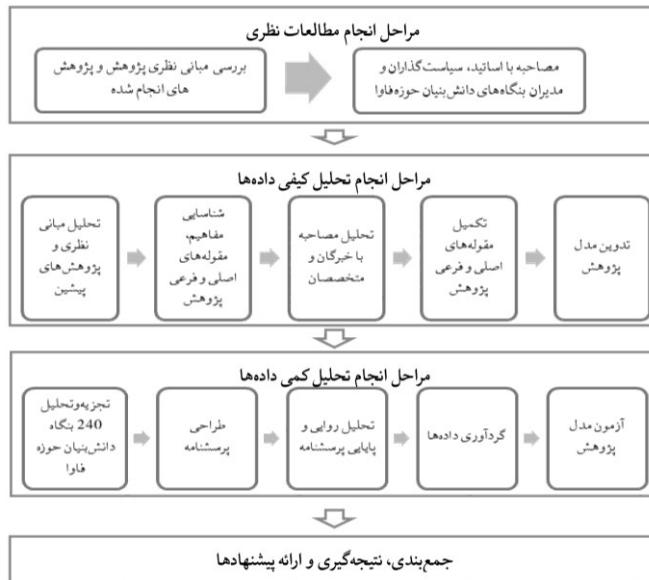 مراحل انجام مطالعات نظری
بررسی مبانی نظری پژوهش و پژوهش
های انجام شده
مصاحبه با اساتید، سیاست‌گذاران و
مدیران بنگاه‌های دانش‌بنیان حوزه فاوا
مراحل انجام تحلیل کیفی داده‌ها
تحلیل مبانی
نظری و
پژوهش‌های
پیشین
شناسایی
مفاهیم،
مقوله‌های
اصلی و فرعی
پژوهش
تحلیل مصاحبه
با خبرگان و
متخصصان
تکمیل
مقوله‌های
اصلی و فرعی
پژوهش
تدوین مدل
پژوهش
مراحل انجام تحلیل کمی داده‌ها
تجزیه‌وتحلیل
240 بنگاه
دانش‌بنیان حوزه
فاوا
طراحی
پرسشنامه
تحلیل روایی و
پایایی پرسشنامه
گردآوری داده‌ها
آزمون مدل
پژوهش
جمع‌بندی، نتیجه‌گیری و ارائه پیشنهادها